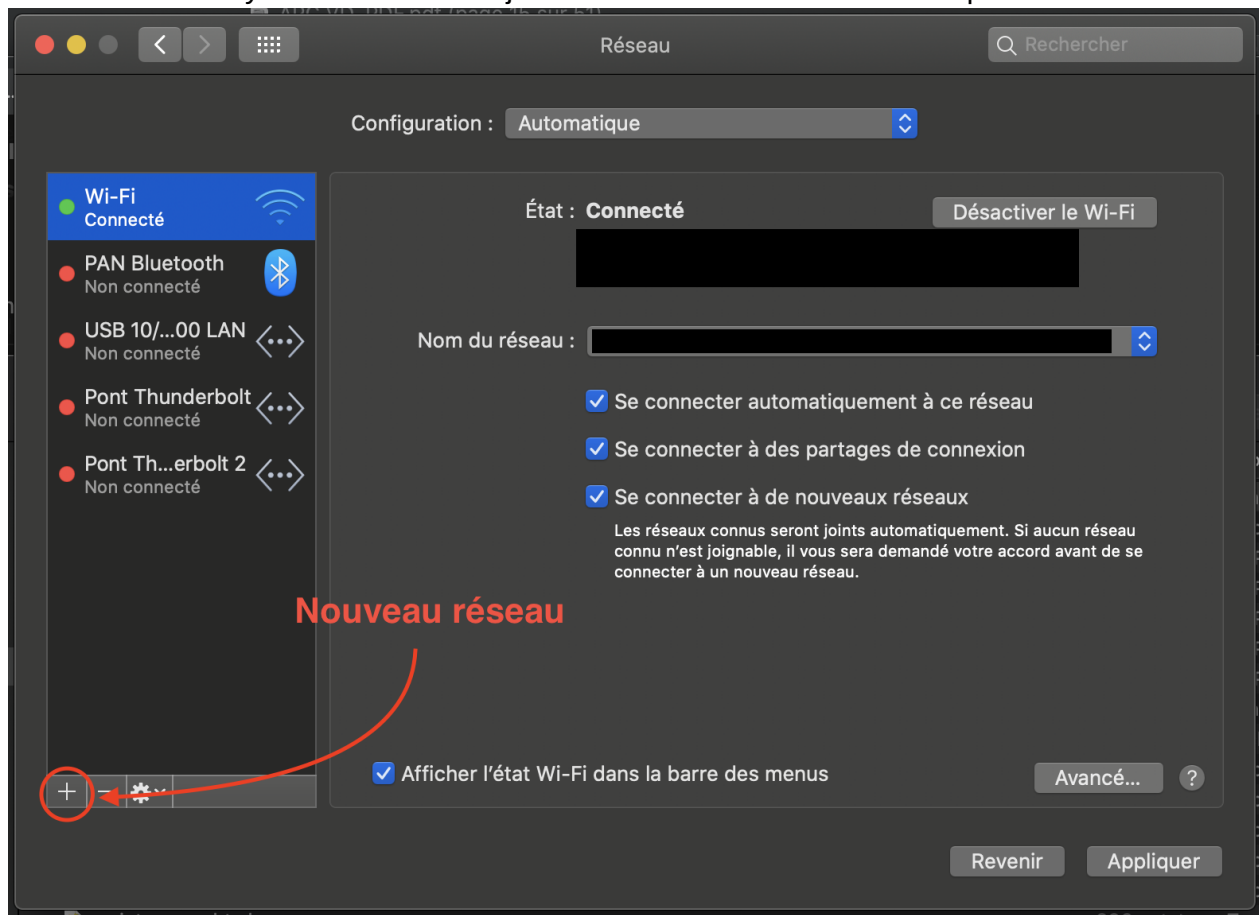 Réseau
Rechercher
Configuration : Automatique
Wi-Fi
Connecté
PAN Bluetooth
Non connecté
USB 10/...00 LAN
Non connecté
Pont Thunderbolt
Non connecté
Pont Th...erbolt 2
Non connecté
État : Connecté
Désactiver le Wi-Fi
Nom du réseau :
Se connecter automatiquement à ce réseau
Se connecter à des partages de connexion
Se connecter à de nouveaux réseaux
Les réseaux connus seront joints automatiquement. Si aucun réseau
connu n’est joignable, il vous sera demandé votre accord avant de se
connecter à un nouveau réseau.
Nouveau réseau
Afficher l’état Wi-Fi dans la barre des menus
Avancé... ?
+ −
Revenir Appliquer